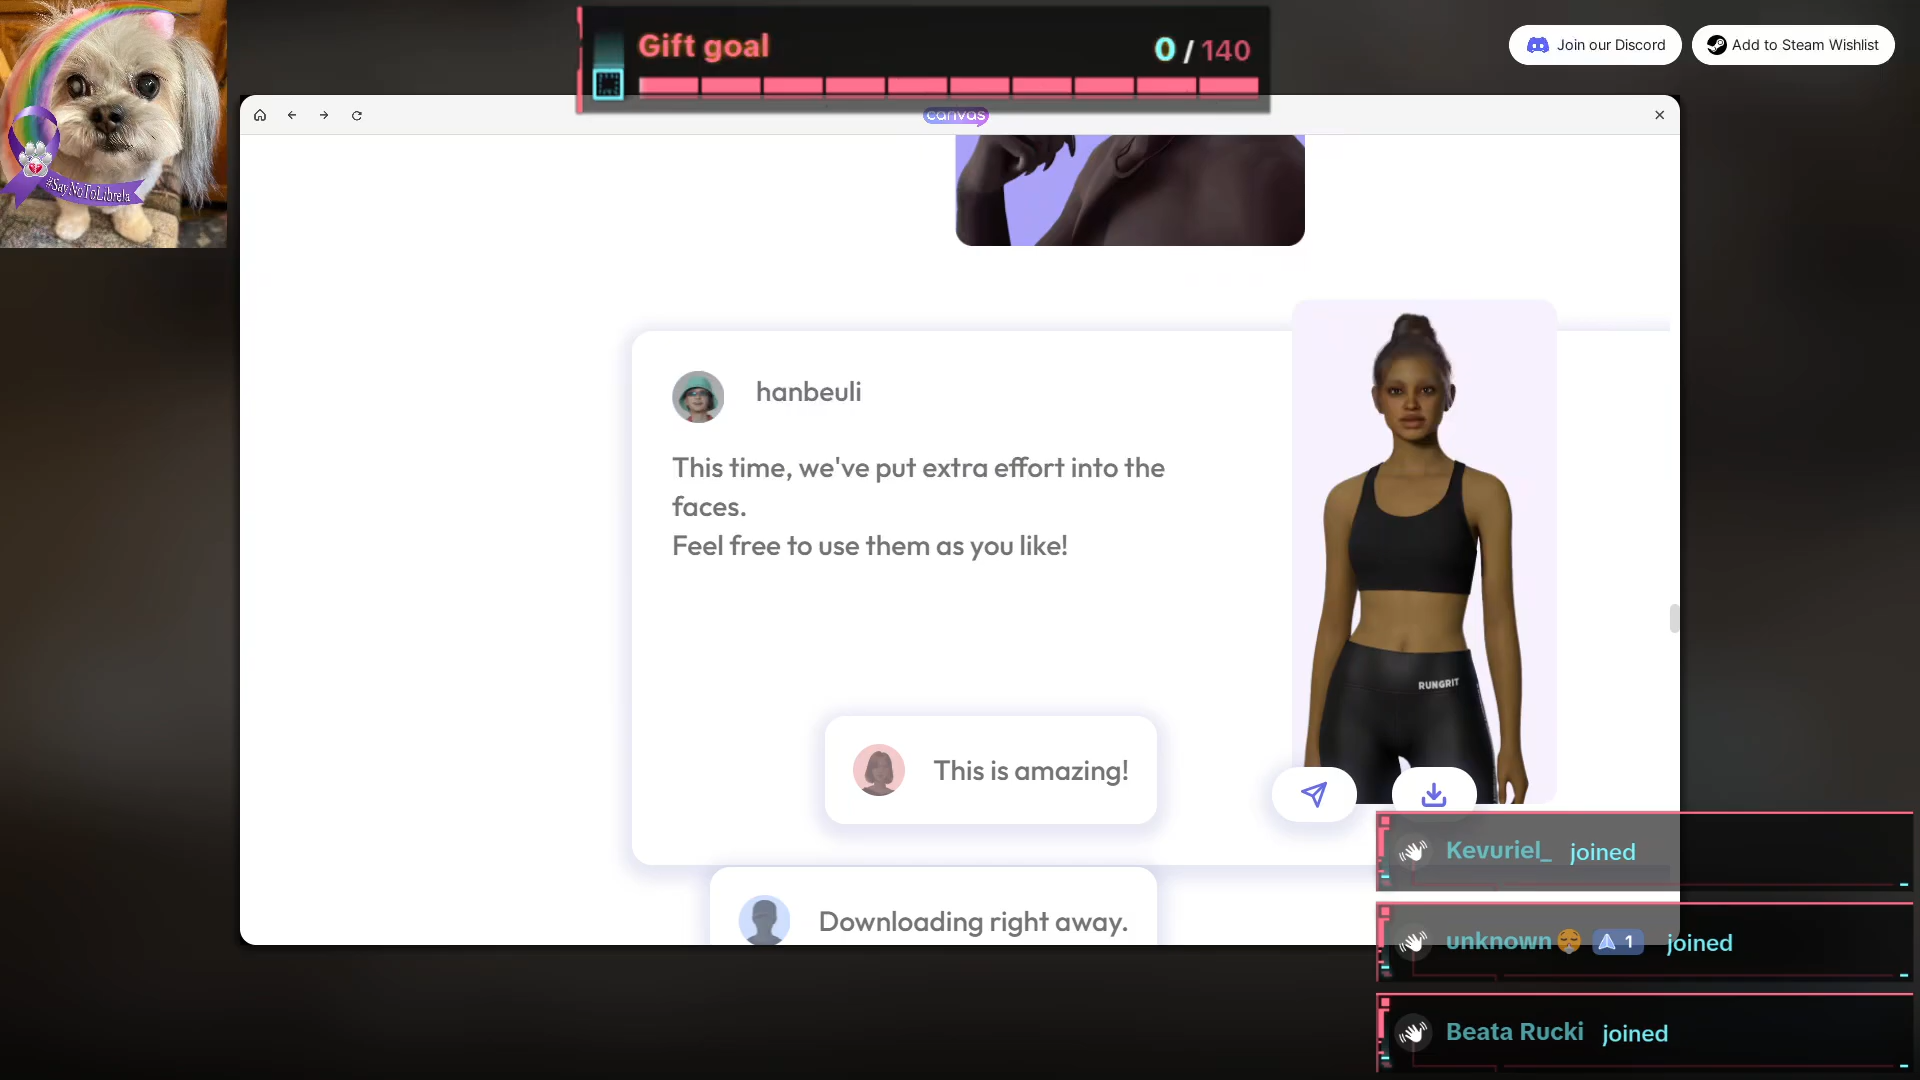 Gift goal
0 / 140
Join our Discord
Add to Steam Wishlist
canvas
#SayNoToLibrela
hanbeuli
This time, we've put extra effort into the
faces.
Feel free to use them as you like!
RUNGRIT
This is amazing!
Downloading right away.
Kevuriel_ joined
unknown 1 joined
Beata Rucki joined